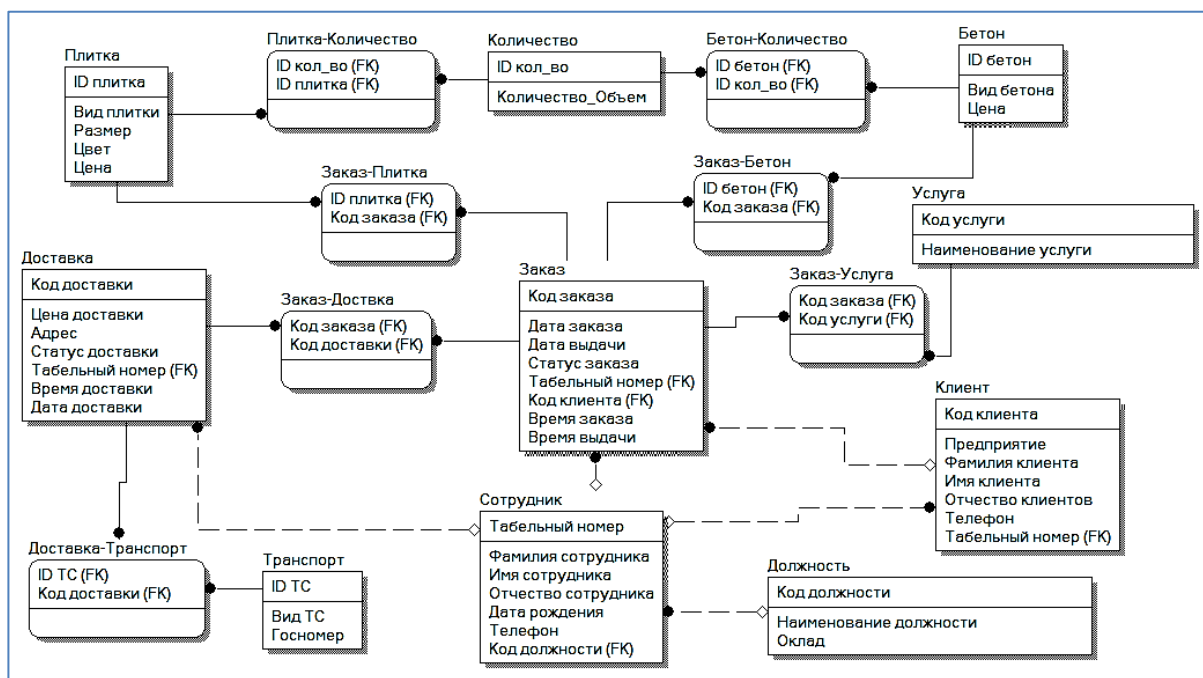 Плитка
ID плитка
Вид плитки
Размер
Цвет
Цена
Плитка-Количество
ID кол_во (FK)
ID плитка (FK)
Количество
ID кол_во
Количество_Объем
Бетон-Количество
ID бетон (FK)
ID кол_во (FK)
Бетон
ID бетон
Вид бетона
Цена
Заказ-Плитка
ID плитка (FK)
Код заказа (FK)
Заказ-Бетон
ID бетон (FK)
Код заказа (FK)
Услуга
Код услуги
Наименование услуги
Доставка
Код доставки
Цена доставки
Адрес
Статус доставки
Табельный номер (FK)
Время доставки
Дата доставки
Заказ-Доствка
Код заказа (FK)
Код доставки (FK)
Заказ
Код заказа
Дата заказа
Дата выдачи
Статус заказа
Табельный номер (FK)
Код клиента (FK)
Время заказа
Время выдачи
Заказ-Услуга
Код заказа (FK)
Код услуги (FK)
Клиент
Код клиента
Предприятие
Фамилия клиента
Имя клиента
Отчество клиентов
Телефон
Табельный номер (FK)
Доставка-Транспорт
ID ТС (FK)
Код доставки (FK)
Транспорт
ID ТС
Вид ТС
Госномер
Сотрудник
Табельный номер
Фамилия сотрудника
Имя сотрудника
Отчество сотрудника
Дата рождения
Телефон
Код должности (FK)
Должность
Код должности
Наименование должности
Оклад